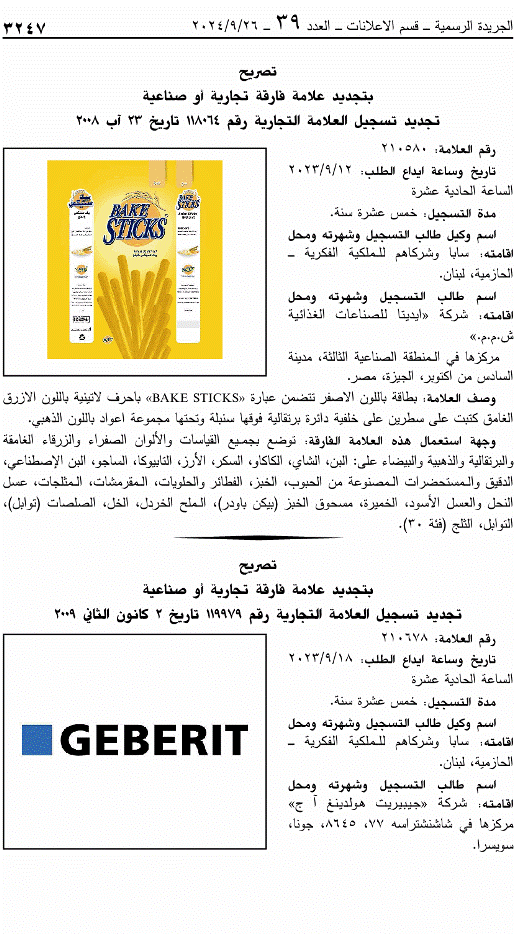 الجريدة الرسمية ــ قسم الاعلانات ــ العدد ٣٩ ــ ٢٠٢٤/٩/٢٦
٣٢٤٧
تصريح
بتجديد علامة فارقة تجارية أو صناعية
تجديد تسجيل العلامة التجارية رقم ١١٨٠٦٤ تاريخ ٢٣ آب ٢٠٠٨
رقم العلامة: ٢١٠٥٨٠
تاريخ وساعة ايداع الطلب: ٢٠٢٣/٩/١٢
الساعة الحادية عشرة
مدة التسجيل: خمس عشرة سنة.
اسم وكيل طالب التسجيل وشهرته ومحل
اقامته: سابا وشركاهم للملكية الفكرية ــ
الحازمية، لبنان.
اسم طالب التسجيل وشهرته ومحل
اقامته: شركة «ايديتا للصناعات الغذائية
ش.م.م.»
مركزها في المنطقة الصناعية الثالثة، مدينة
السادس من اكتوبر، الجيزة، مصر.
BAKE
STICKS
BAKE
STICKS
وصف العلامة: بطاقة باللون الاصفر تتضمن عبارة «BAKE STICKS» باحرف لاتينية باللون الازرق
الغامق كتبت على سطرين على خلفية دائرة برتقالية فوقها سنبلة وتحتها مجموعة اعواد باللون الذهبي.
وجهة استعمال هذه العلامة الفارقة: توضع بجميع القياسات والألوان الصفراء والزرقاء الغامقة
والبرتقالية والذهبية والبيضاء على: البن، الشاي، الكاكاو، السكر، الأرز، التابيوكا، الساجو، البن الإصطناعي،
الدقيق والمستحضرات المصنوعة من الحبوب، الخبز، الفطائر والحلويات، المقرمشات، المثلجات، عسل
النحل والعسل الأسود، الخميرة، مسحوق الخبز (بيكن باودر)، الملح الخردل، الخل، الصلصات (توابل)،
التوابل، الثلج (فئة ٣٠).
تصريح
بتجديد علامة فارقة تجارية أو صناعية
تجديد تسجيل العلامة التجارية رقم ١١٩٩٧٩ تاريخ ٢ كانون الثاني ٢٠٠٩
رقم العلامة: ٢١٠٦٧٨
تاريخ وساعة ايداع الطلب: ٢٠٢٣/٩/١٨
الساعة الحادية عشرة
مدة التسجيل: خمس عشرة سنة.
اسم وكيل طالب التسجيل وشهرته ومحل
اقامته: سابا وشركاهم للملكية الفكرية ــ
الحازمية، لبنان.
اسم طالب التسجيل وشهرته ومحل
اقامته: شركة «جيبيريت هولدينغ آ ج»
مركزها في شاشنشتراسه ٧٧، ٨٦٤٥، جونا،
سويسرا.
GEBERIT